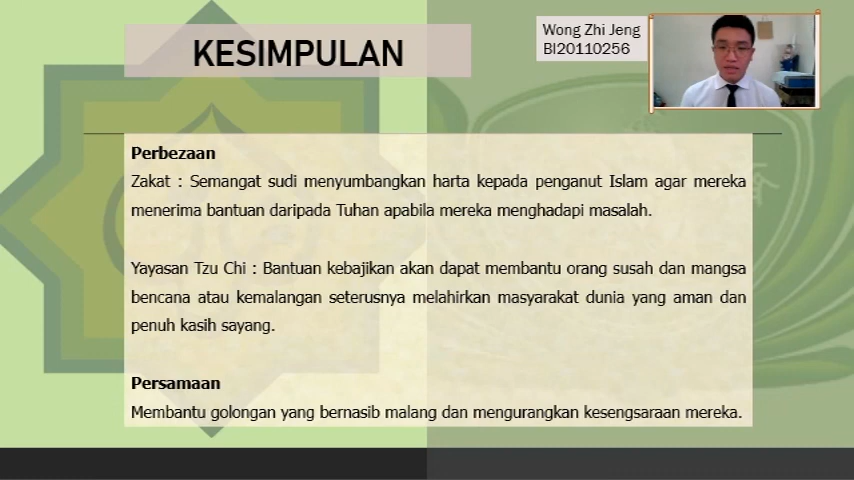 KESIMPULAN
Wong Zhi Jeng
BI20110256
Perbezaan
Zakat : Semangat sudi menyumbangkan harta kepada penganut Islam agar mereka
menerima bantuan daripada Tuhan apabila mereka menghadapi masalah.
Yayasan Tzu Chi : Bantuan kebajikan akan dapat membantu orang susah dan mangsa
bencana atau kemalangan seterusnya melahirkan masyarakat dunia yang aman dan
penuh kasih sayang.
Persamaan
Membantu golongan yang bernasib malang dan mengurangkan kesengsaraan mereka.